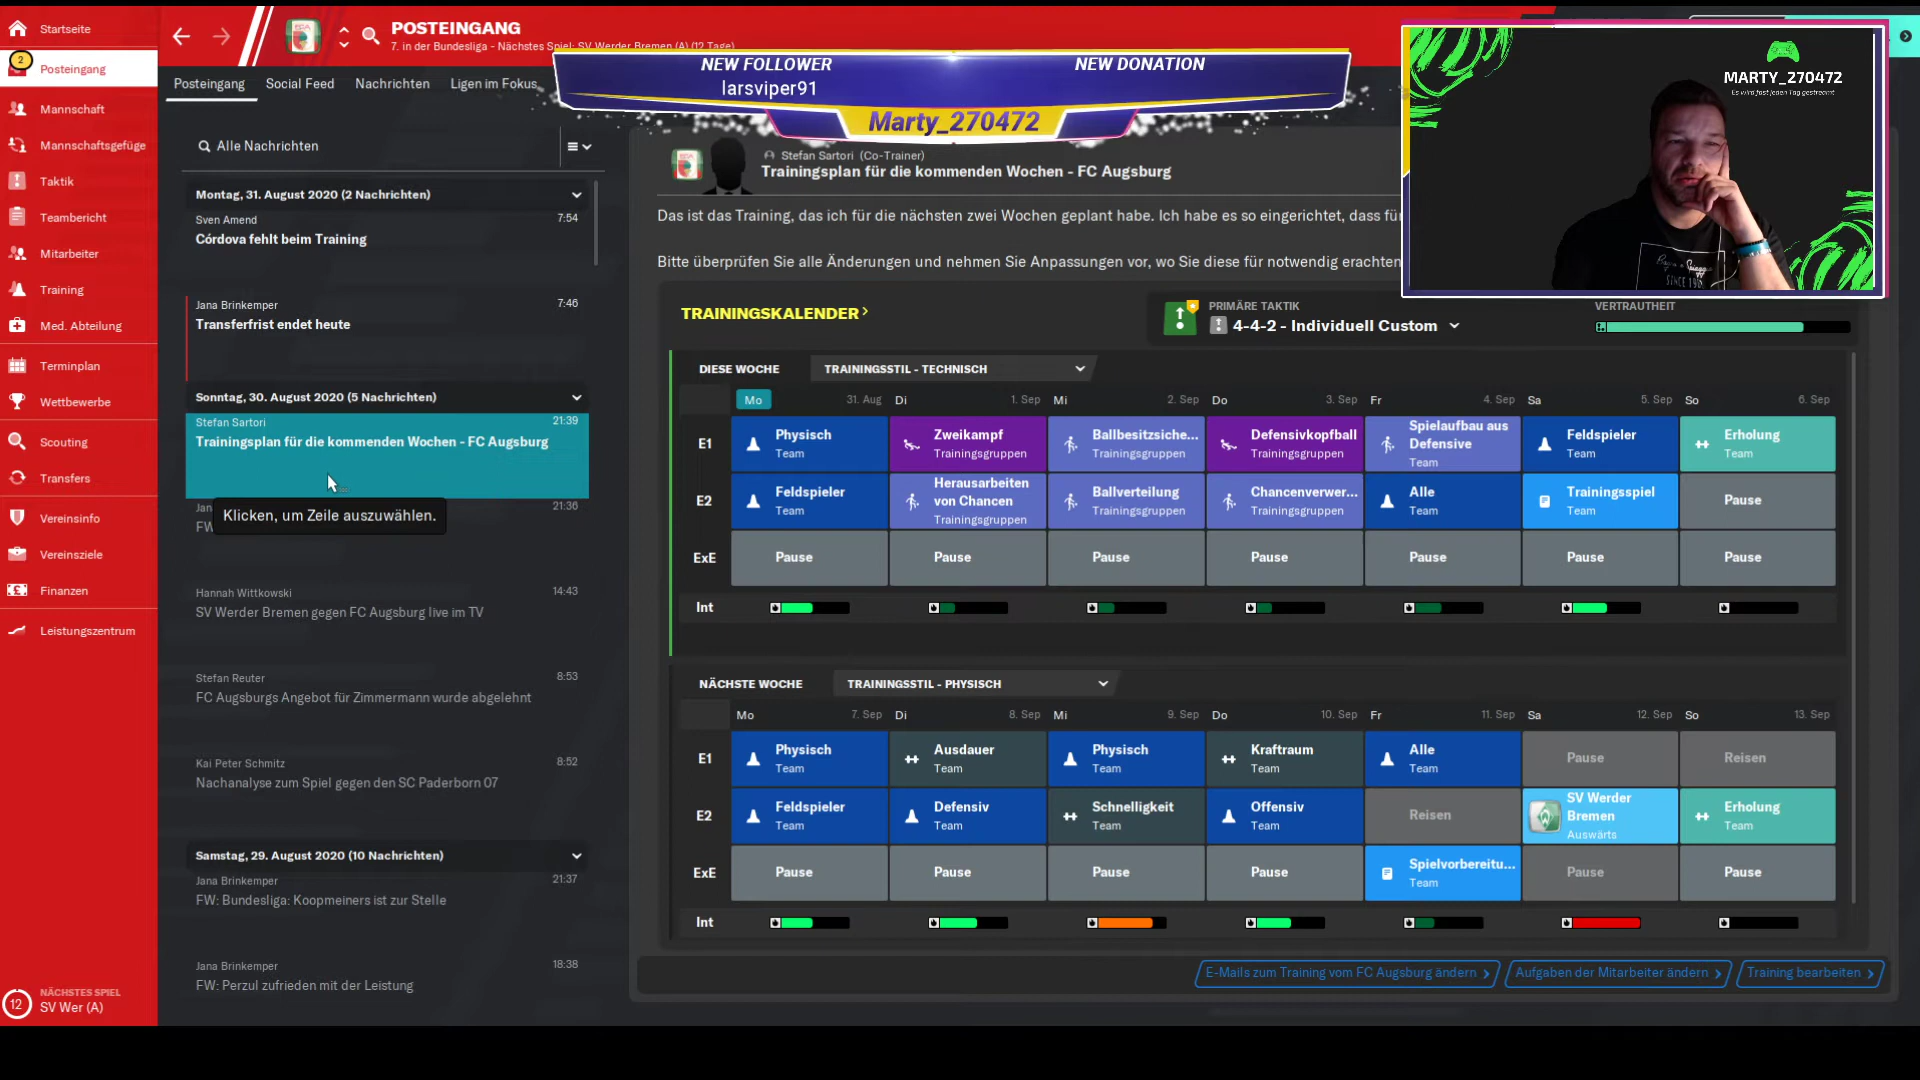 Startseite
2
Posteingang
Mannschaft
Mannschaftsgefüge
Taktik
Teambericht
Mitarbeiter
Training
Med. Abteilung
Terminplan
Wettbewerbe
Scouting
Transfers
Vereinsinfo
Vereinsziele
Finanzen
Leistungszentrum
12
NÄCHSTES SPIEL
SV Wer (A)
POSTEINGANG
7. in der Bundesliga - Nächstes Spiel: SV Werder Bremen (A) (12 Tage)
Posteingang
Social Feed
Nachrichten
Ligen im Fokus
NEW FOLLOWER
larsviper91
NEW DONATION
Marty_270472
MARTY_270472
Es wird fast jeden Tag gestreamt
Alle Nachrichten
Montag, 31. August 2020 (2 Nachrichten)
Sven Amend 7:54
Córdova fehlt beim Training
Jana Brinkemper 7:46
Transferfrist endet heute
Sonntag, 30. August 2020 (5 Nachrichten)
Stefan Sartori 21:39
Trainingsplan für die kommenden Wochen - FC Augsburg
Jan 21:36
FW
Klicken, um Zeile auszuwählen.
Hannah Wittkowski 14:43
SV Werder Bremen gegen FC Augsburg live im TV
Stefan Reuter 8:53
FC Augsburgs Angebot für Zimmermann wurde abgelehnt
Kai Peter Schmitz 8:52
Nachanalyse zum Spiel gegen den SC Paderborn 07
Samstag, 29. August 2020 (10 Nachrichten)
Jana Brinkemper 21:37
FW: Bundesliga: Koopmeiners ist zur Stelle
Jana Brinkemper 18:38
FW: Perzul zufrieden mit der Leistung
Stefan Sartori (Co-Trainer)
Trainingsplan für die kommenden Wochen - FC Augsburg
Das ist das Training, das ich für die nächsten zwei Wochen geplant habe. Ich habe es so eingerichtet, dass für
Bitte überprüfen Sie alle Änderungen und nehmen Sie Anpassungen vor, wo Sie diese für notwendig erachten
TRAININGSKALENDER
PRIMÄRE TAKTIK
4-4-2 - Individuell Custom
VERTRAUTHEIT
DIESE WOCHE
TRAININGSSTIL - TECHNISCH
Mo 31. Aug Di 1. Sep Mi 2. Sep Do 3. Sep Fr 4. Sep Sa 5. Sep So 6. Sep
E1
Physisch
Team
Zweikampf
Trainingsgruppen
Ballbesitzsiche...
Trainingsgruppen
Defensivkopfball
Trainingsgruppen
Spielaufbau aus
Defensive
Team
Feldspieler
Team
Erholung
Team
E2
Feldspieler
Team
Herausarbeiten
von Chancen
Trainingsgruppen
Ballverteilung
Trainingsgruppen
Chancenverwer...
Trainingsgruppen
Alle
Team
Trainingsspiel
Team
Pause
ExE
Pause Pause Pause Pause Pause Pause Pause
Int
NÄCHSTE WOCHE
TRAININGSSTIL - PHYSISCH
Mo 7. Sep Di 8. Sep Mi 9. Sep Do 10. Sep Fr 11. Sep Sa 12. Sep So 13. Sep
E1
Physisch
Team
Ausdauer
Team
Physisch
Team
Kraftraum
Team
Alle
Team
Pause
Reisen
E2
Feldspieler
Team
Defensiv
Team
Schnelligkeit
Team
Offensiv
Team
Reisen
SV Werder
Bremen
Auswärts
Erholung
Team
ExE
Pause
Pause
Pause
Pause
Spielvorbereitu...
Team
Pause
Pause
Int
E-Mails zum Training vom FC Augsburg ändern
Aufgaben der Mitarbeiter ändern
Training bearbeiten